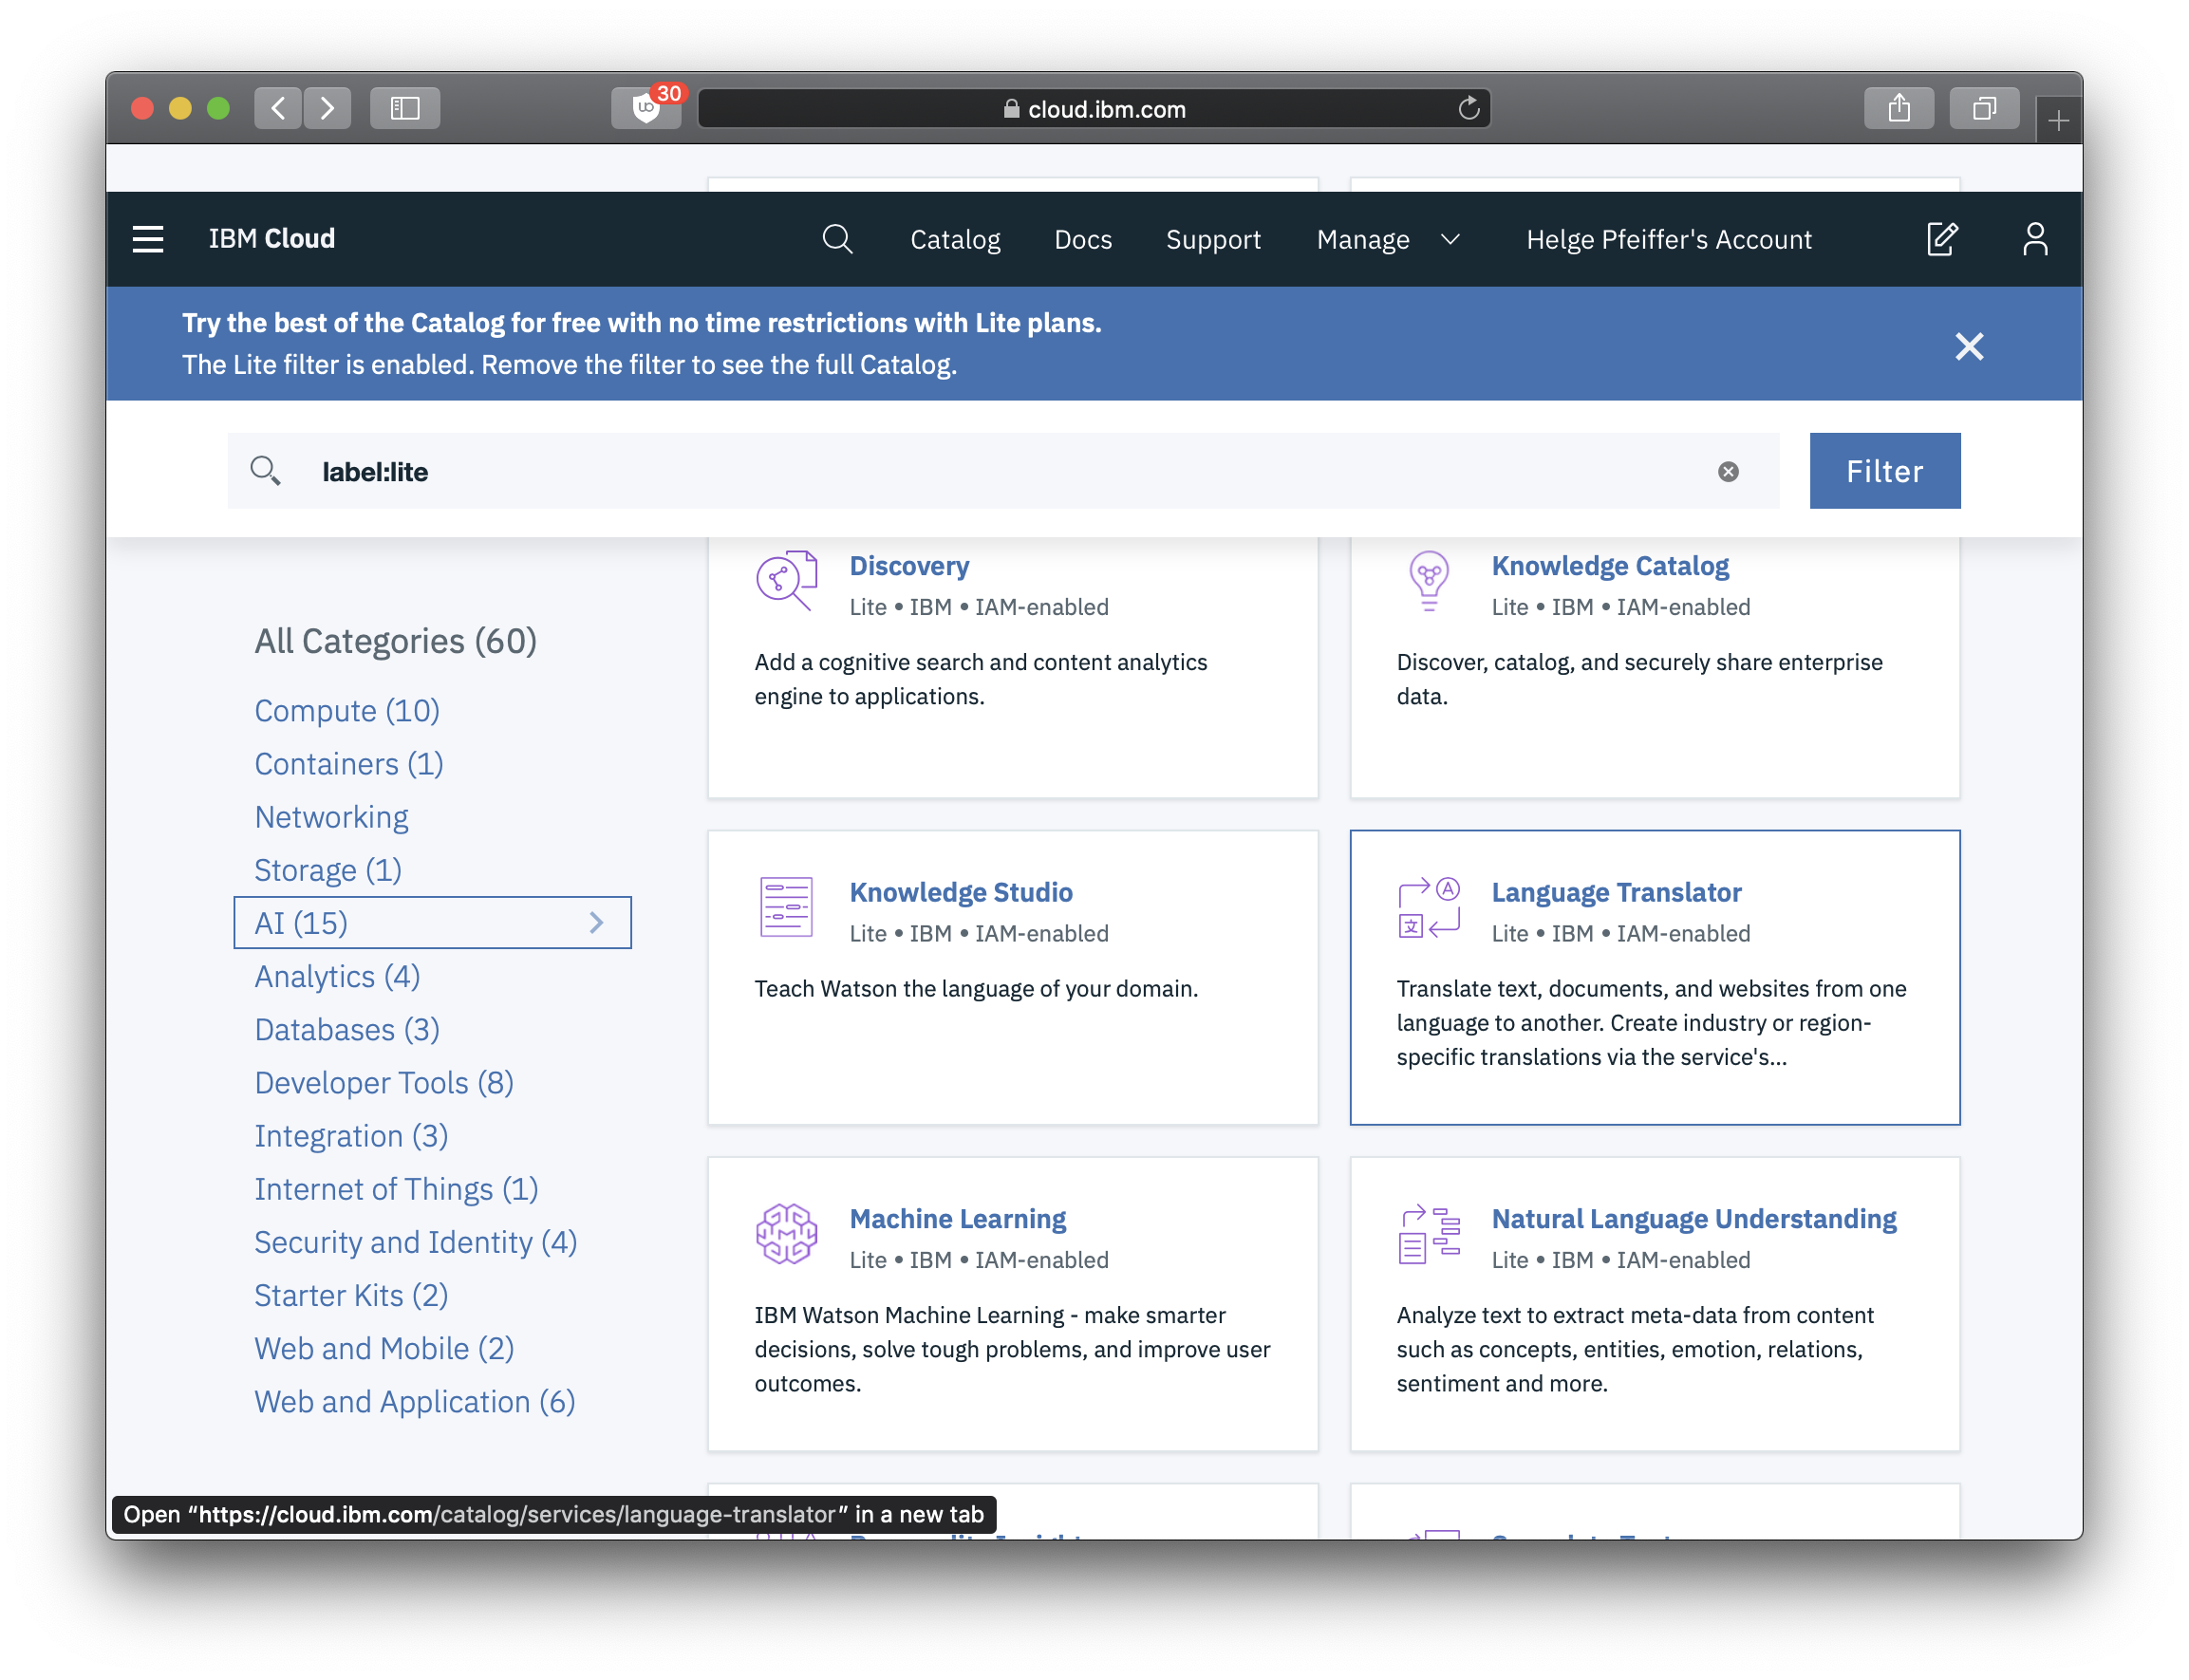 30
cloud.ibm.com
IBM Cloud
Catalog
Docs
Support
Manage
Helge Pfeiffer's Account
Try the best of the Catalog for free with no time restrictions with Lite plans.
The Lite filter is enabled. Remove the filter to see the full Catalog.
label:lite
Filter
All Categories (60)
Compute (10)
Containers (1)
Networking
Storage (1)
AI (15)
Analytics (4)
Databases (3)
Developer Tools (8)
Integration (3)
Internet of Things (1)
Security and Identity (4)
Starter Kits (2)
Web and Mobile (2)
Web and Application (6)
Discovery
Lite • IBM • IAM-enabled
Add a cognitive search and content analytics
engine to applications.
Knowledge Catalog
Lite • IBM • IAM-enabled
Discover, catalog, and securely share enterprise
data.
Knowledge Studio
Lite • IBM • IAM-enabled
Teach Watson the language of your domain.
Language Translator
Lite • IBM • IAM-enabled
Translate text, documents, and websites from one
language to another. Create industry or region-
specific translations via the service's...
Machine Learning
Lite • IBM • IAM-enabled
IBM Watson Machine Learning - make smarter
decisions, solve tough problems, and improve user
outcomes.
Natural Language Understanding
Lite • IBM • IAM-enabled
Analyze text to extract meta-data from content
such as concepts, entities, emotion, relations,
sentiment and more.
Open “https://cloud.ibm.com/catalog/services/language-translator” in a new tab